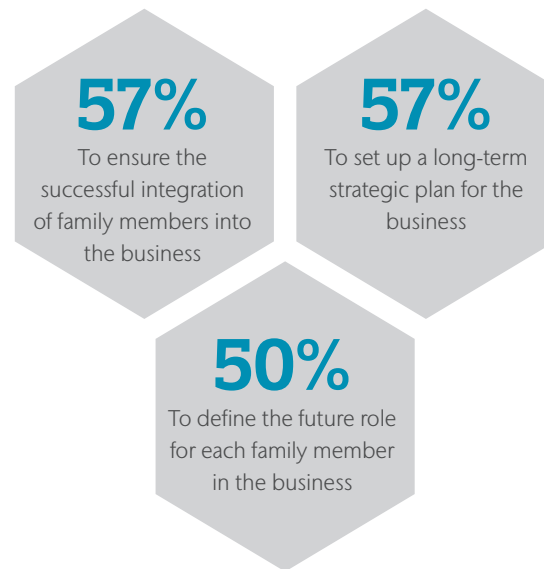 57%
To ensure the
successful integration
of family members into
the business
57%
To set up a long-term
strategic plan for the
business
50%
To define the future role
for each family member
in the business